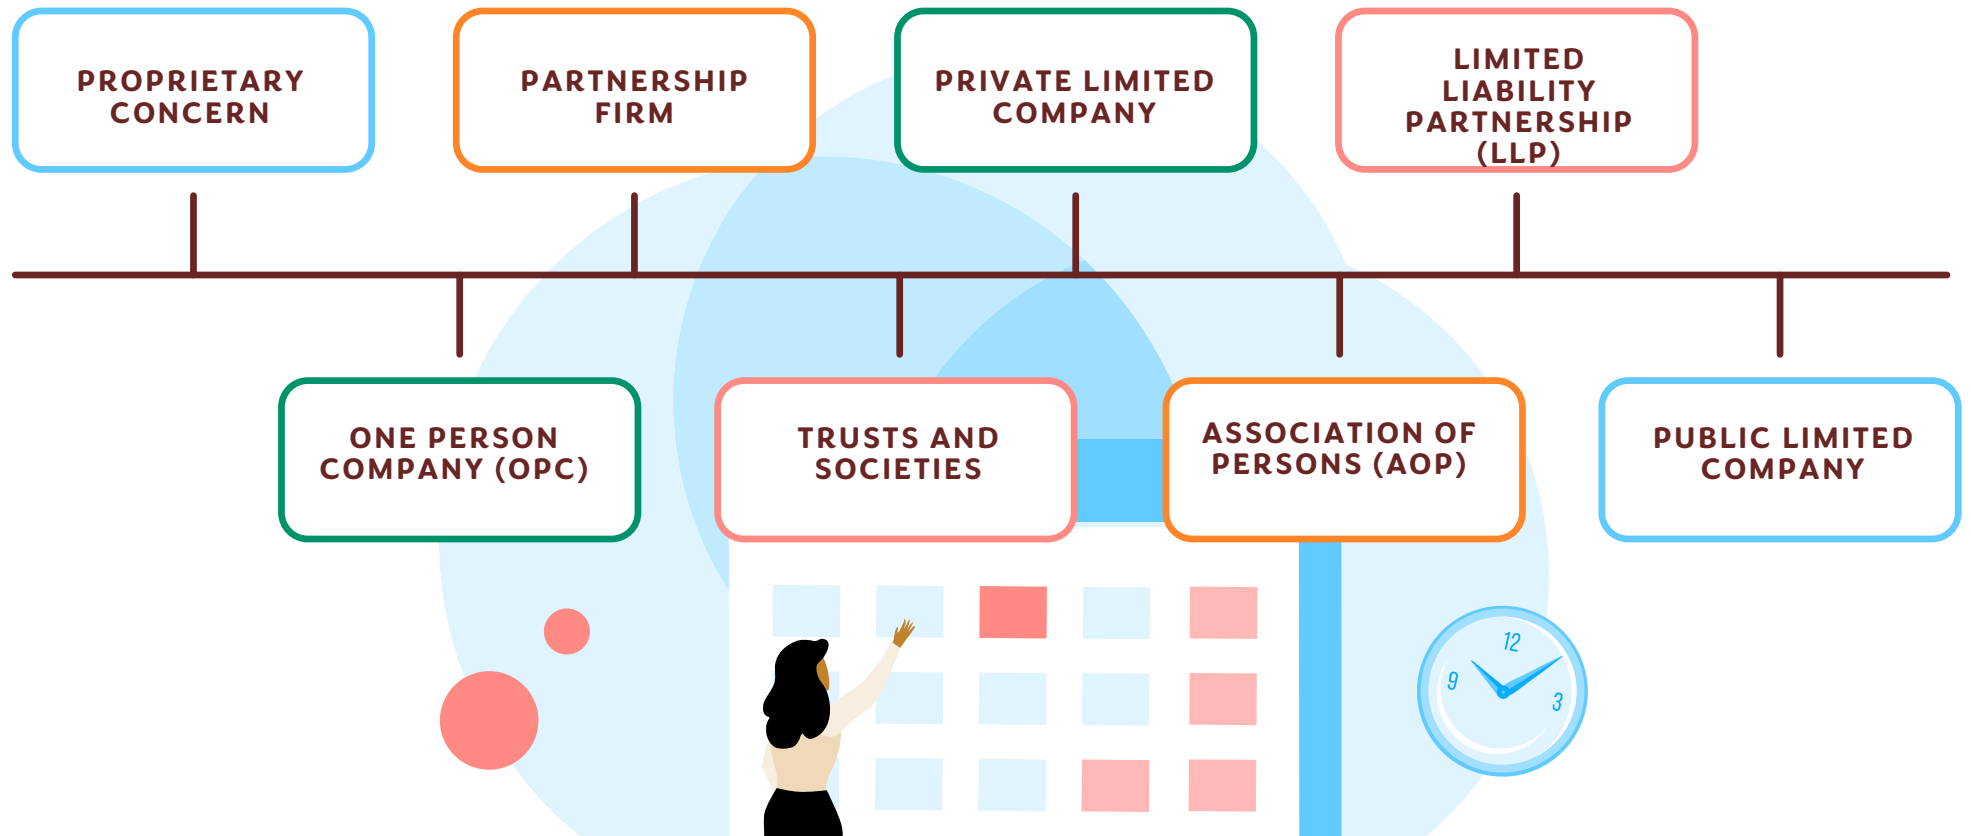 PROPRIETARY
CONCERN
PARTNERSHIP
FIRM
PRIVATE LIMITED
COMPANY
LIMITED
LIABILITY
PARTNERSHIP
(LLP)
ONE PERSON
COMPANY (OPC)
TRUSTS AND
SOCIETIES
ASSOCIATION OF
PERSONS (AOP)
PUBLIC LIMITED
COMPANY
12
9
3